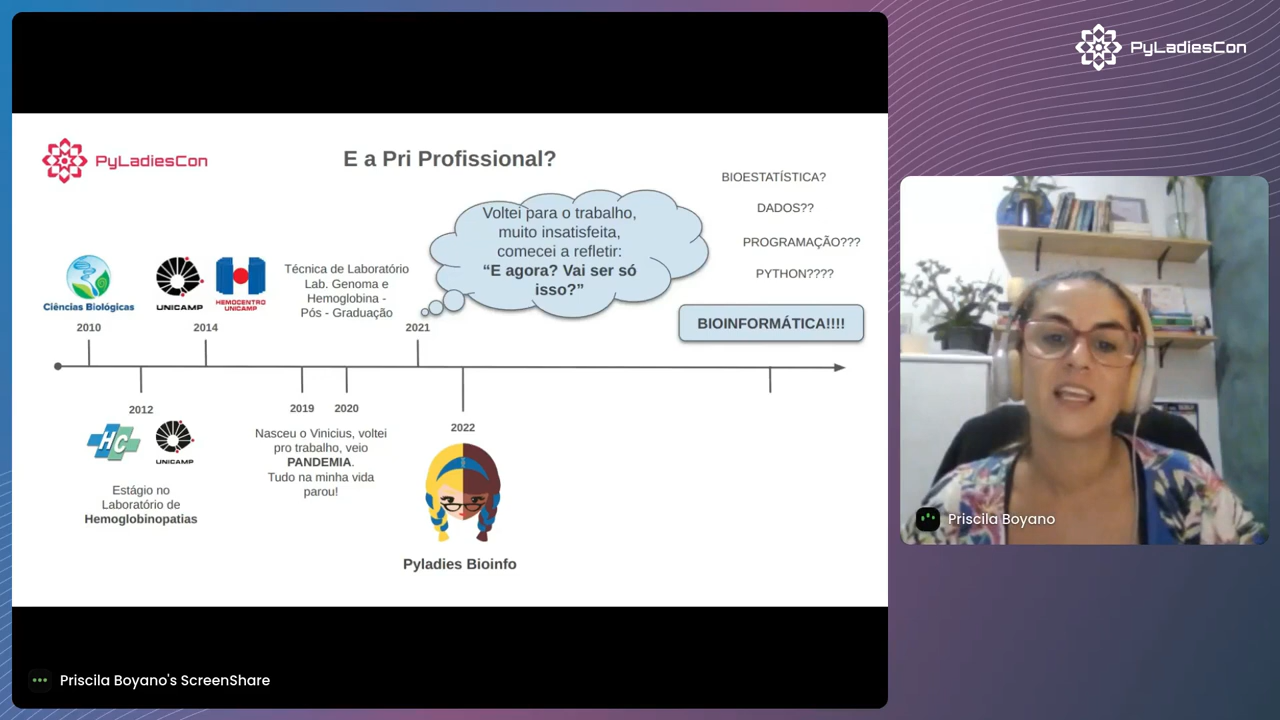 PyLadiesCon
PyLadiesCon
E a Pri Profissional?
BIOESTATÍSTICA?
DADOS??
PROGRAMAÇÃO???
PYTHON????
BIOINFORMÁTICA!!!!
Voltei para o trabalho,
muito insatisfeita,
comecei a refletir:
“E agora? Vai ser só
isso?”
Ciências Biológicas
UNICAMP
HEMOCENTRO
UNICAMP
Técnica de Laboratório
Lab. Genoma e
Hemoglobina -
Pós - Graduação
2010
2014
2021
2012
2019
2020
2022
HC
UNICAMP
Estágio no
Laboratório de
Hemoglobinopatias
Nasceu o Vinicius, voltei
pro trabalho, veio
PANDEMIA.
Tudo na minha vida
parou!
Pyladies Bioinfo
Priscila Boyano
Priscila Boyano's ScreenShare